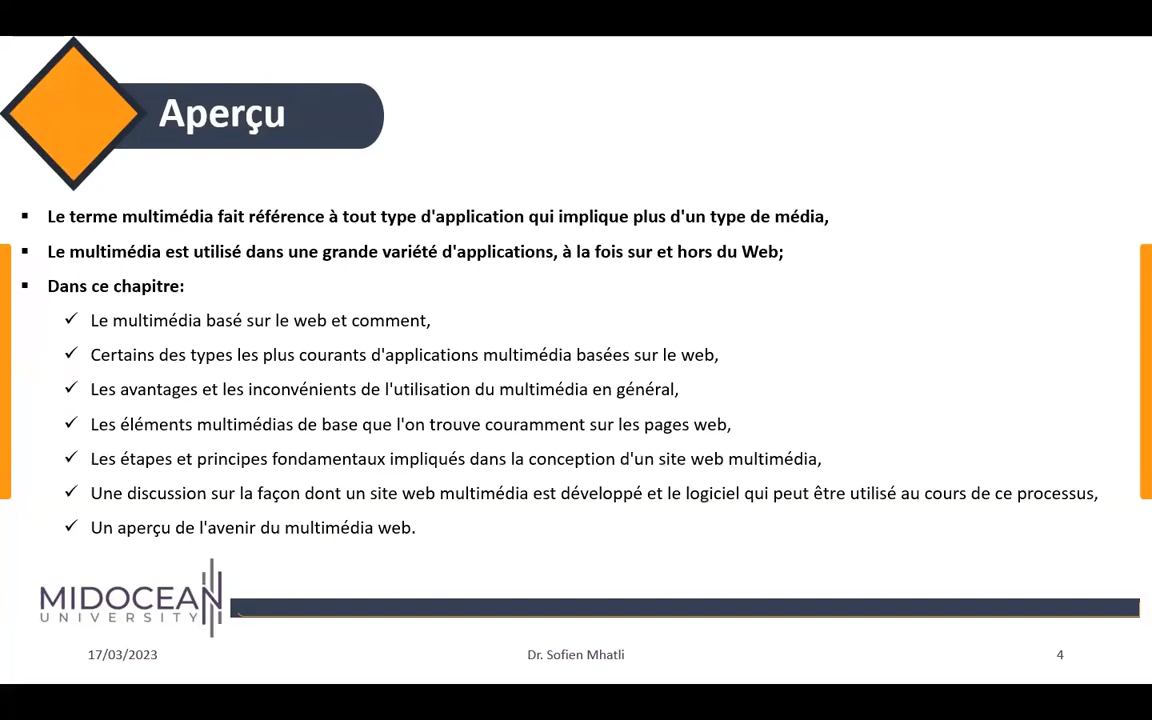 Aperçu
Le terme multimédia fait référence à tout type d'application qui implique plus d'un type de média,
Le multimédia est utilisé dans une grande variété d'applications, à la fois sur et hors du Web;
Dans ce chapitre:
Le multimédia basé sur le web et comment,
Certains des types les plus courants d'applications multimédia basées sur le web,
Les avantages et les inconvénients de l'utilisation du multimédia en général,
Les éléments multimédias de base que l'on trouve couramment sur les pages web,
Les étapes et principes fondamentaux impliqués dans la conception d'un site web multimédia,
Une discussion sur la façon dont un site web multimédia est développé et le logiciel qui peut être utilisé au cours de ce processus,
Un aperçu de l'avenir du multimédia web.
MIDOCEAN
UNIVERSITY
17/03/2023 Dr. Sofien Mhatli 4